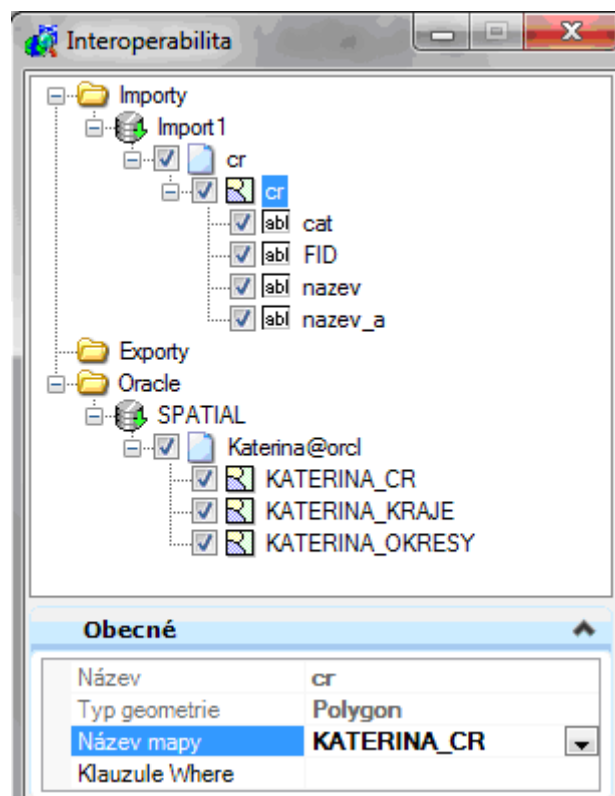 Interoperabilita
Importy
Import1
cr
cr
abl cat
abl FID
abl nazev
abl nazev_a
Exporty
Oracle
SPATIAL
Katerina@orcl
KATERINA_CR
KATERINA_KRAJE
KATERINA_OKRESY
Obecné
Název cr
Typ geometrie Polygon
Název mapy KATERINA_CR
Klauzule Where